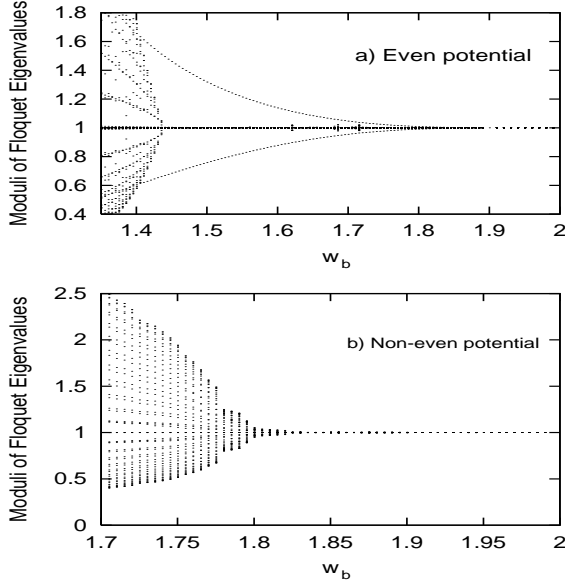 Moduli of Floquet Eigenvalues
1.8
1.6
1.4
1.2
1
0.8
0.6
0.4
a) Even potential
1.4 1.5 1.6 1.7 1.8 1.9 2
w_b
Moduli of Floquet Eigenvalues
2.5
2
1.5
1
0.5
0
b) Non-even potential
1.7 1.75 1.8 1.85 1.9 1.95 2
w_b